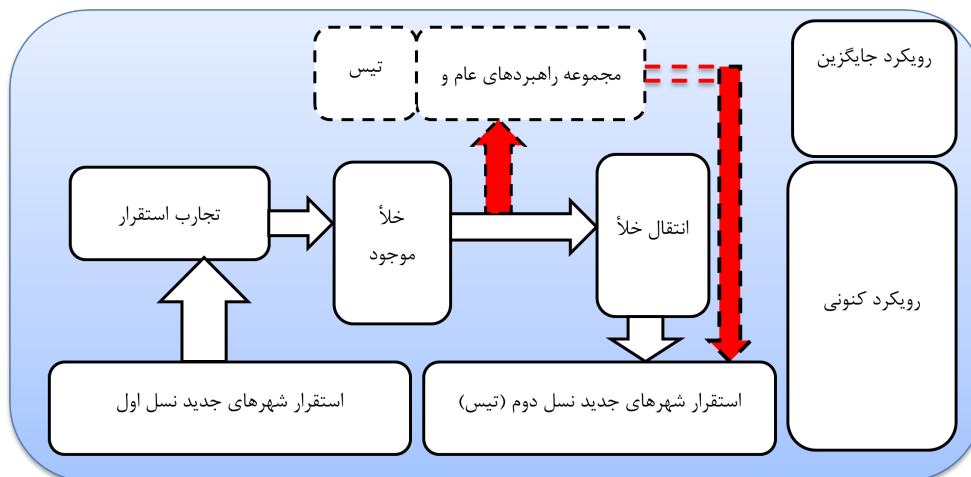 رویکرد جایگزین
مجموعه راهبردهای عام و
تیس
تجارب استقرار
خلأ
موجود
انتقال خلأ
رویکرد کنونی
استقرار شهرهای جدید نسل دوم (تیس)
استقرار شهرهای جدید نسل اول